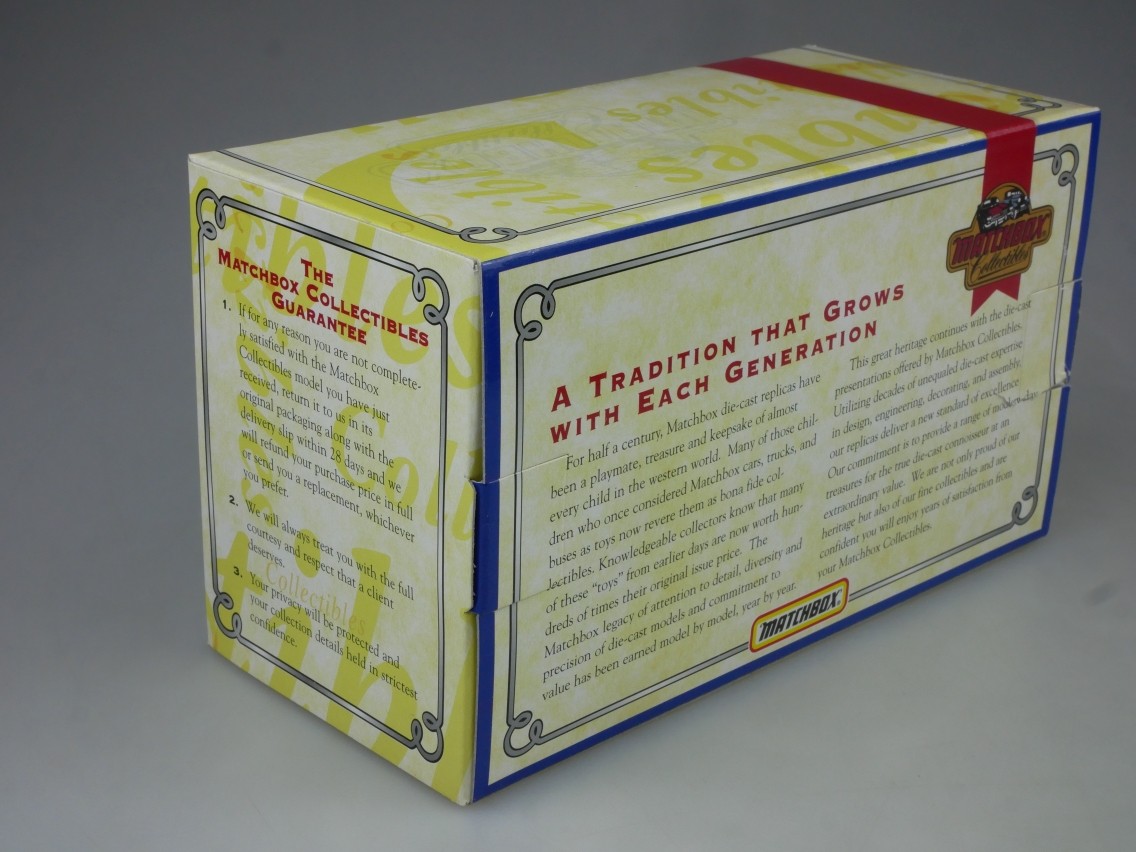 The
Matchbox Collectibles
Guarantee
1. If for any reason you are not complete-
ly satisfied with the Matchbox
Collectibles model you have just
received, return it to us in its
original packaging along with the
delivery slip within 28 days and we
will refund your purchase price in full
or send you a replacement, whichever
you prefer.
2. We will always treat you with the full
courtesy and respect that a client
deserves.
3. Your privacy will be protected and
your collection details held in strictest
confidence.
Collectibles
A Tradition that Grows
with Each Generation
For half a century, Matchbox die-cast replicas have
been a playmate, treasure and keepsake of almost
every child in the western world. Many of those chil-
dren who once considered Matchbox cars, trucks, and
buses as toys now revere them as bona fide col-
lectibles. Knowledgeable collectors know that many
of these “toys” from earlier days are now worth hun-
dreds of times their original issue price. The
Matchbox legacy of attention to detail, diversity and
precision of die-cast models and commitment to
value has been earned model by model, year by year.
This great heritage continues with the die-cast
presentations offered by Matchbox Collectibles.
Utilizing decades of unequaled die-cast expertise
in design, engineering, decorating, and assembly,
our replicas deliver a new standard of excellence
Our commitment is to provide a range of modern day
treasures for the true die-cast connoisseur at an
extraordinary value. We are not only proud of our
heritage but also of our fine collectibles and are
confident you will enjoy years of satisfaction from
your Matchbox Collectibles.
MATCHBOX
Collectibles
MATCHBOX